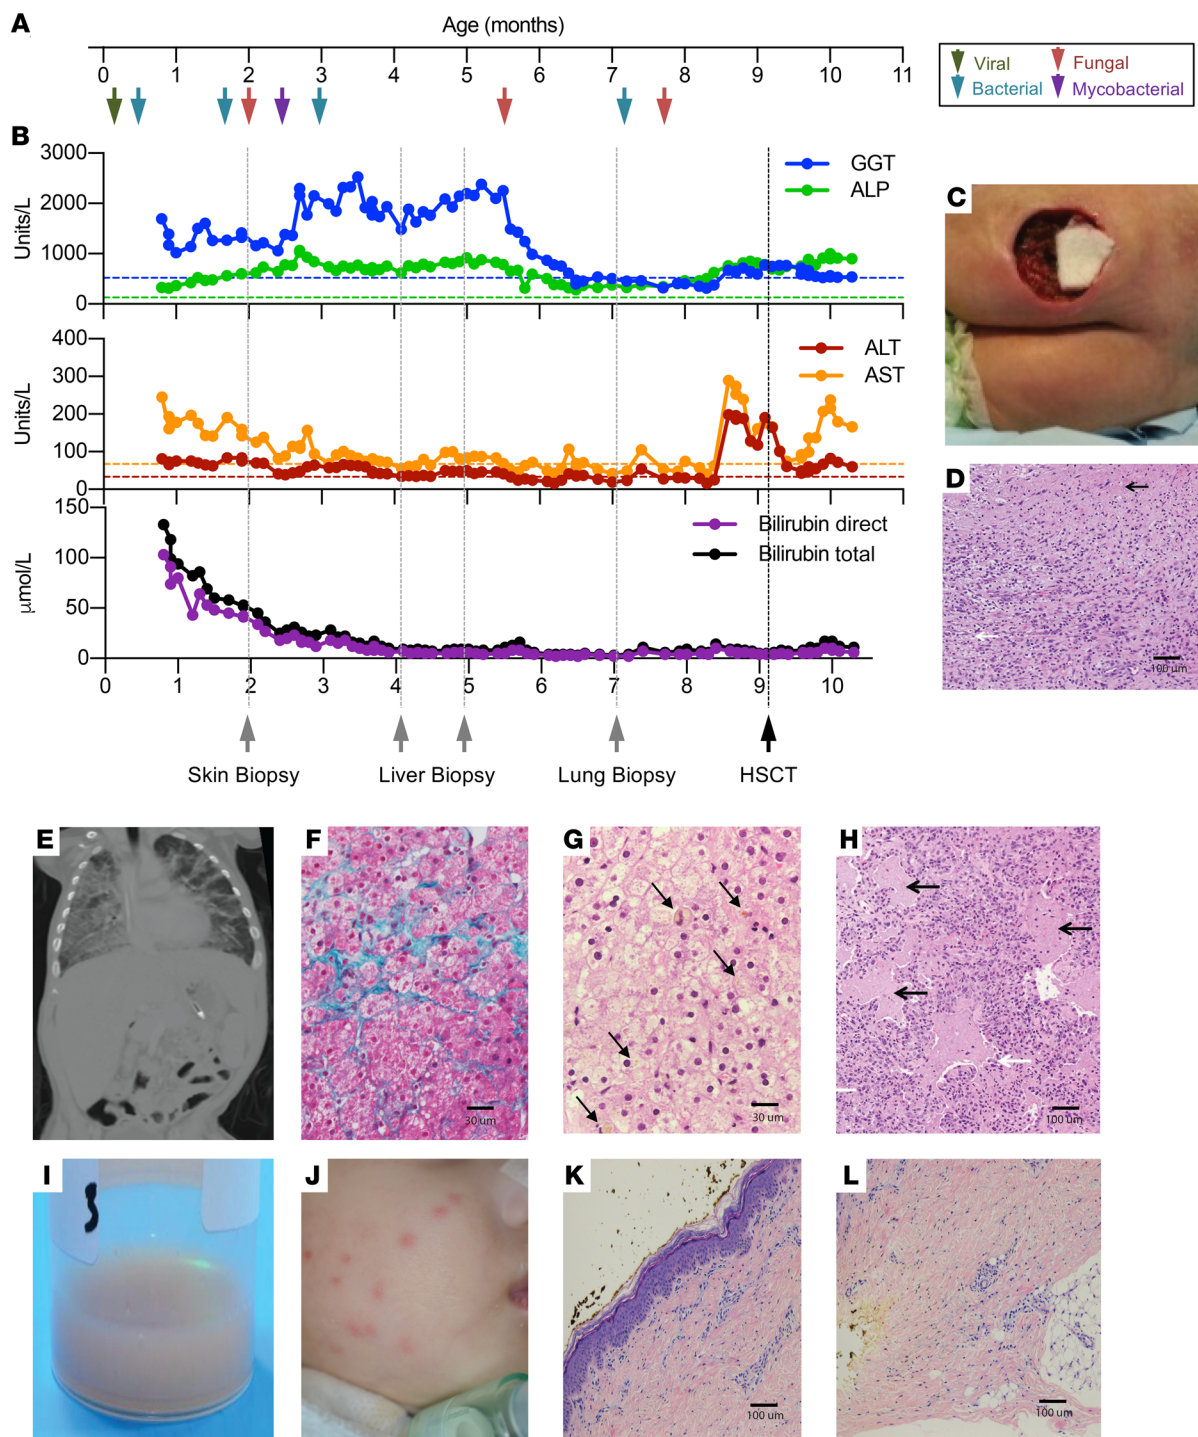 A
Age (months)
0 1 2 3 4 5 6 7 8 9 10 11
Viral
Fungal
Bacterial
Mycobacterial
B
3000
2000
1000
0
Units/L
GGT
ALP
400
300
200
100
0
Units/L
ALT
AST
150
100
50
0
µmol/L
Bilirubin direct
Bilirubin total
0 1 2 3 4 5 6 7 8 9 10
Skin Biopsy
Liver Biopsy
Lung Biopsy
HSCT
C
D
100 um
E
F
30 um
G
30 um
H
100 um
I
J
K
100 um
L
100 um